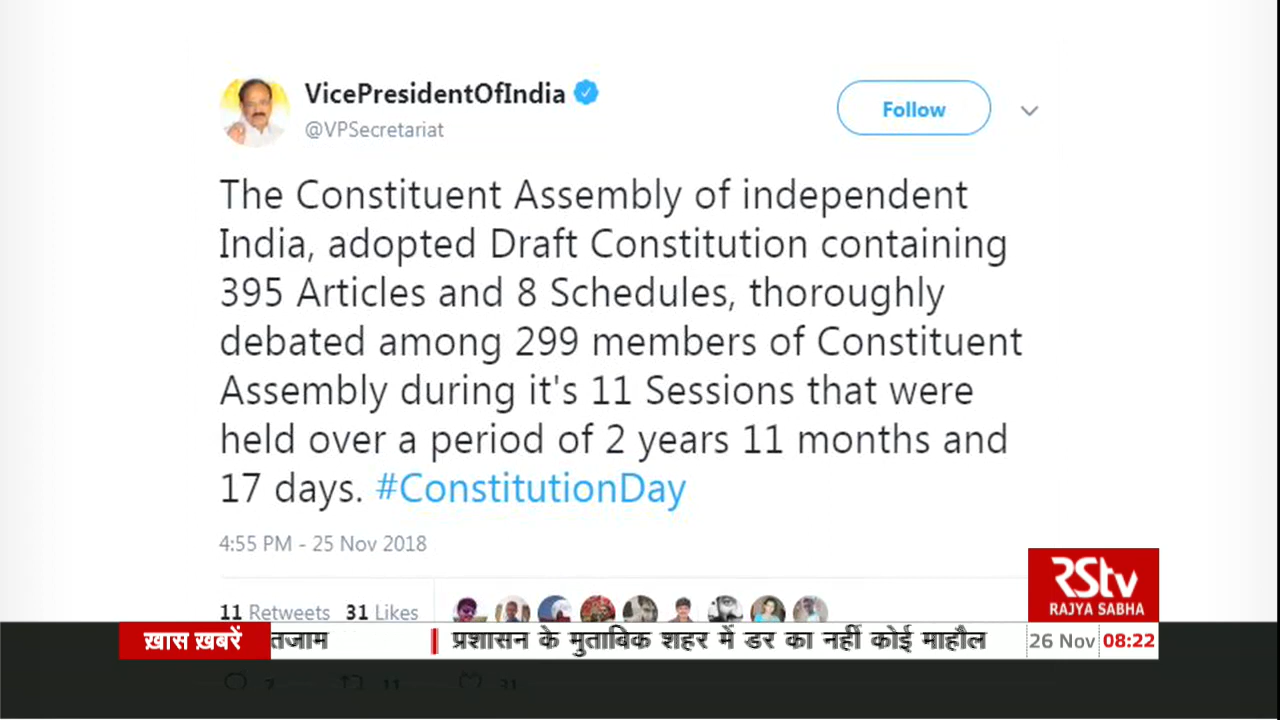 VicePresidentOfIndia
@VPSecretariat
Follow
The Constituent Assembly of independent
India, adopted Draft Constitution containing
395 Articles and 8 Schedules, thoroughly
debated among 299 members of Constituent
Assembly during it's 11 Sessions that were
held over a period of 2 years 11 months and
17 days. #ConstitutionDay
4:55 PM - 25 Nov 2018
11 Retweets 31 Likes
RStv
RAJYA SABHA
ख़ास ख़बरें
तजाम | प्रशासन के मुताबिक शहर में डर का नहीं कोई माहौल
26 Nov 08:22